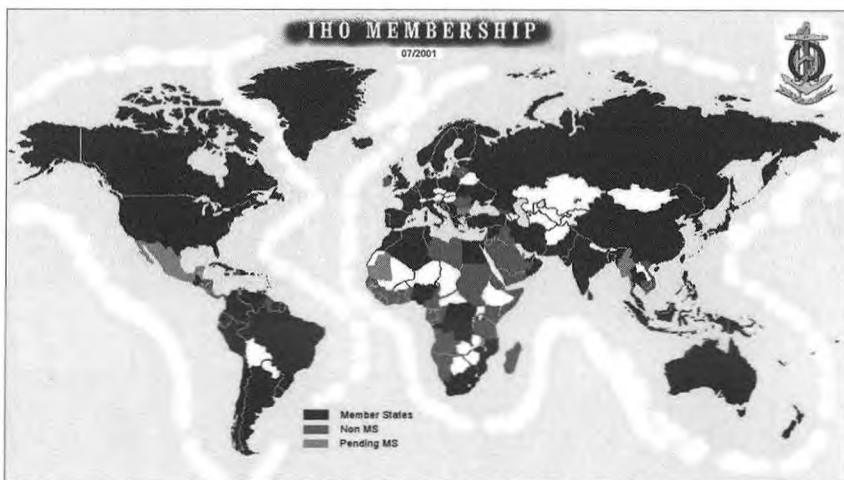 IHO MEMBERSHIP
07/2001
Member States
Non MS
Pending MS